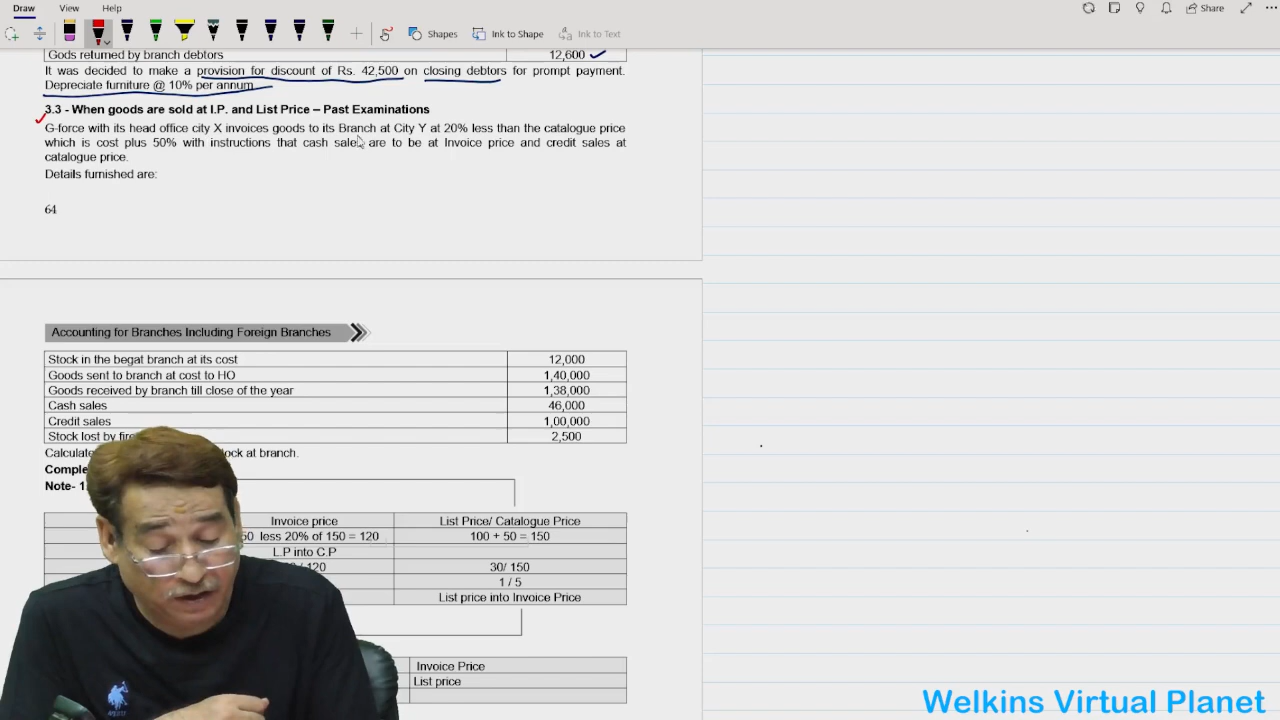 Draw View Help
Shapes Ink to Shape Ink to Text Share
Gods returned by branch debtors 12,600
It was decided to make a provision for discount of Rs. 42,500 on closing debtors for prompt payment.
Depreciate furniture @ 10% per annum
3.3 - When goods are sold at I.P. and List Price – Past Examinations
G-force with its head office city X invoices goods to its Branch at City Y at 20% less than the catalogue price
which is cost plus 50% with instructions that cash sales are to be at Invoice price and credit sales at
catalogue price.
Details furnished are:
64
Accounting for Branches Including Foreign Branches
Stock in the begat branch at its cost 12,000
Goods sent to branch at cost to HO 1,40,000
Goods received by branch till close of the year 1,38,000
Cash sales 46,000
Credit sales 1,00,000
Stock lost by fire 2,500
at branch.
Note- 1
Invoice price List Price/ Catalogue Price
less 20% of 150 = 120 100 + 50 = 150
L.P into C.P
/ 120 30/ 150
1 / 5
List price into Invoice Price
Invoice Price
List price
Welkins Virtual Planet